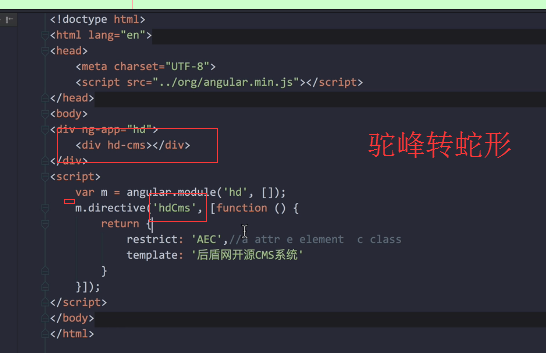 <!doctype html>
<html lang="en">
<head>
<meta charset="UTF-8">
<script src="../org/angular.min.js"></script>
</head>
<body>
<div ng-app="hd">
<div hd-cms></div>
</div>
驼峰转蛇形
<script>
var m = angular.module('hd', []);
m.directive('hdCms', [function () {
return {
restrict: 'AEC',//a attr e element c class
template: '后盾网开源CMS系统'
}
}]);
</script>
</body>
</html>